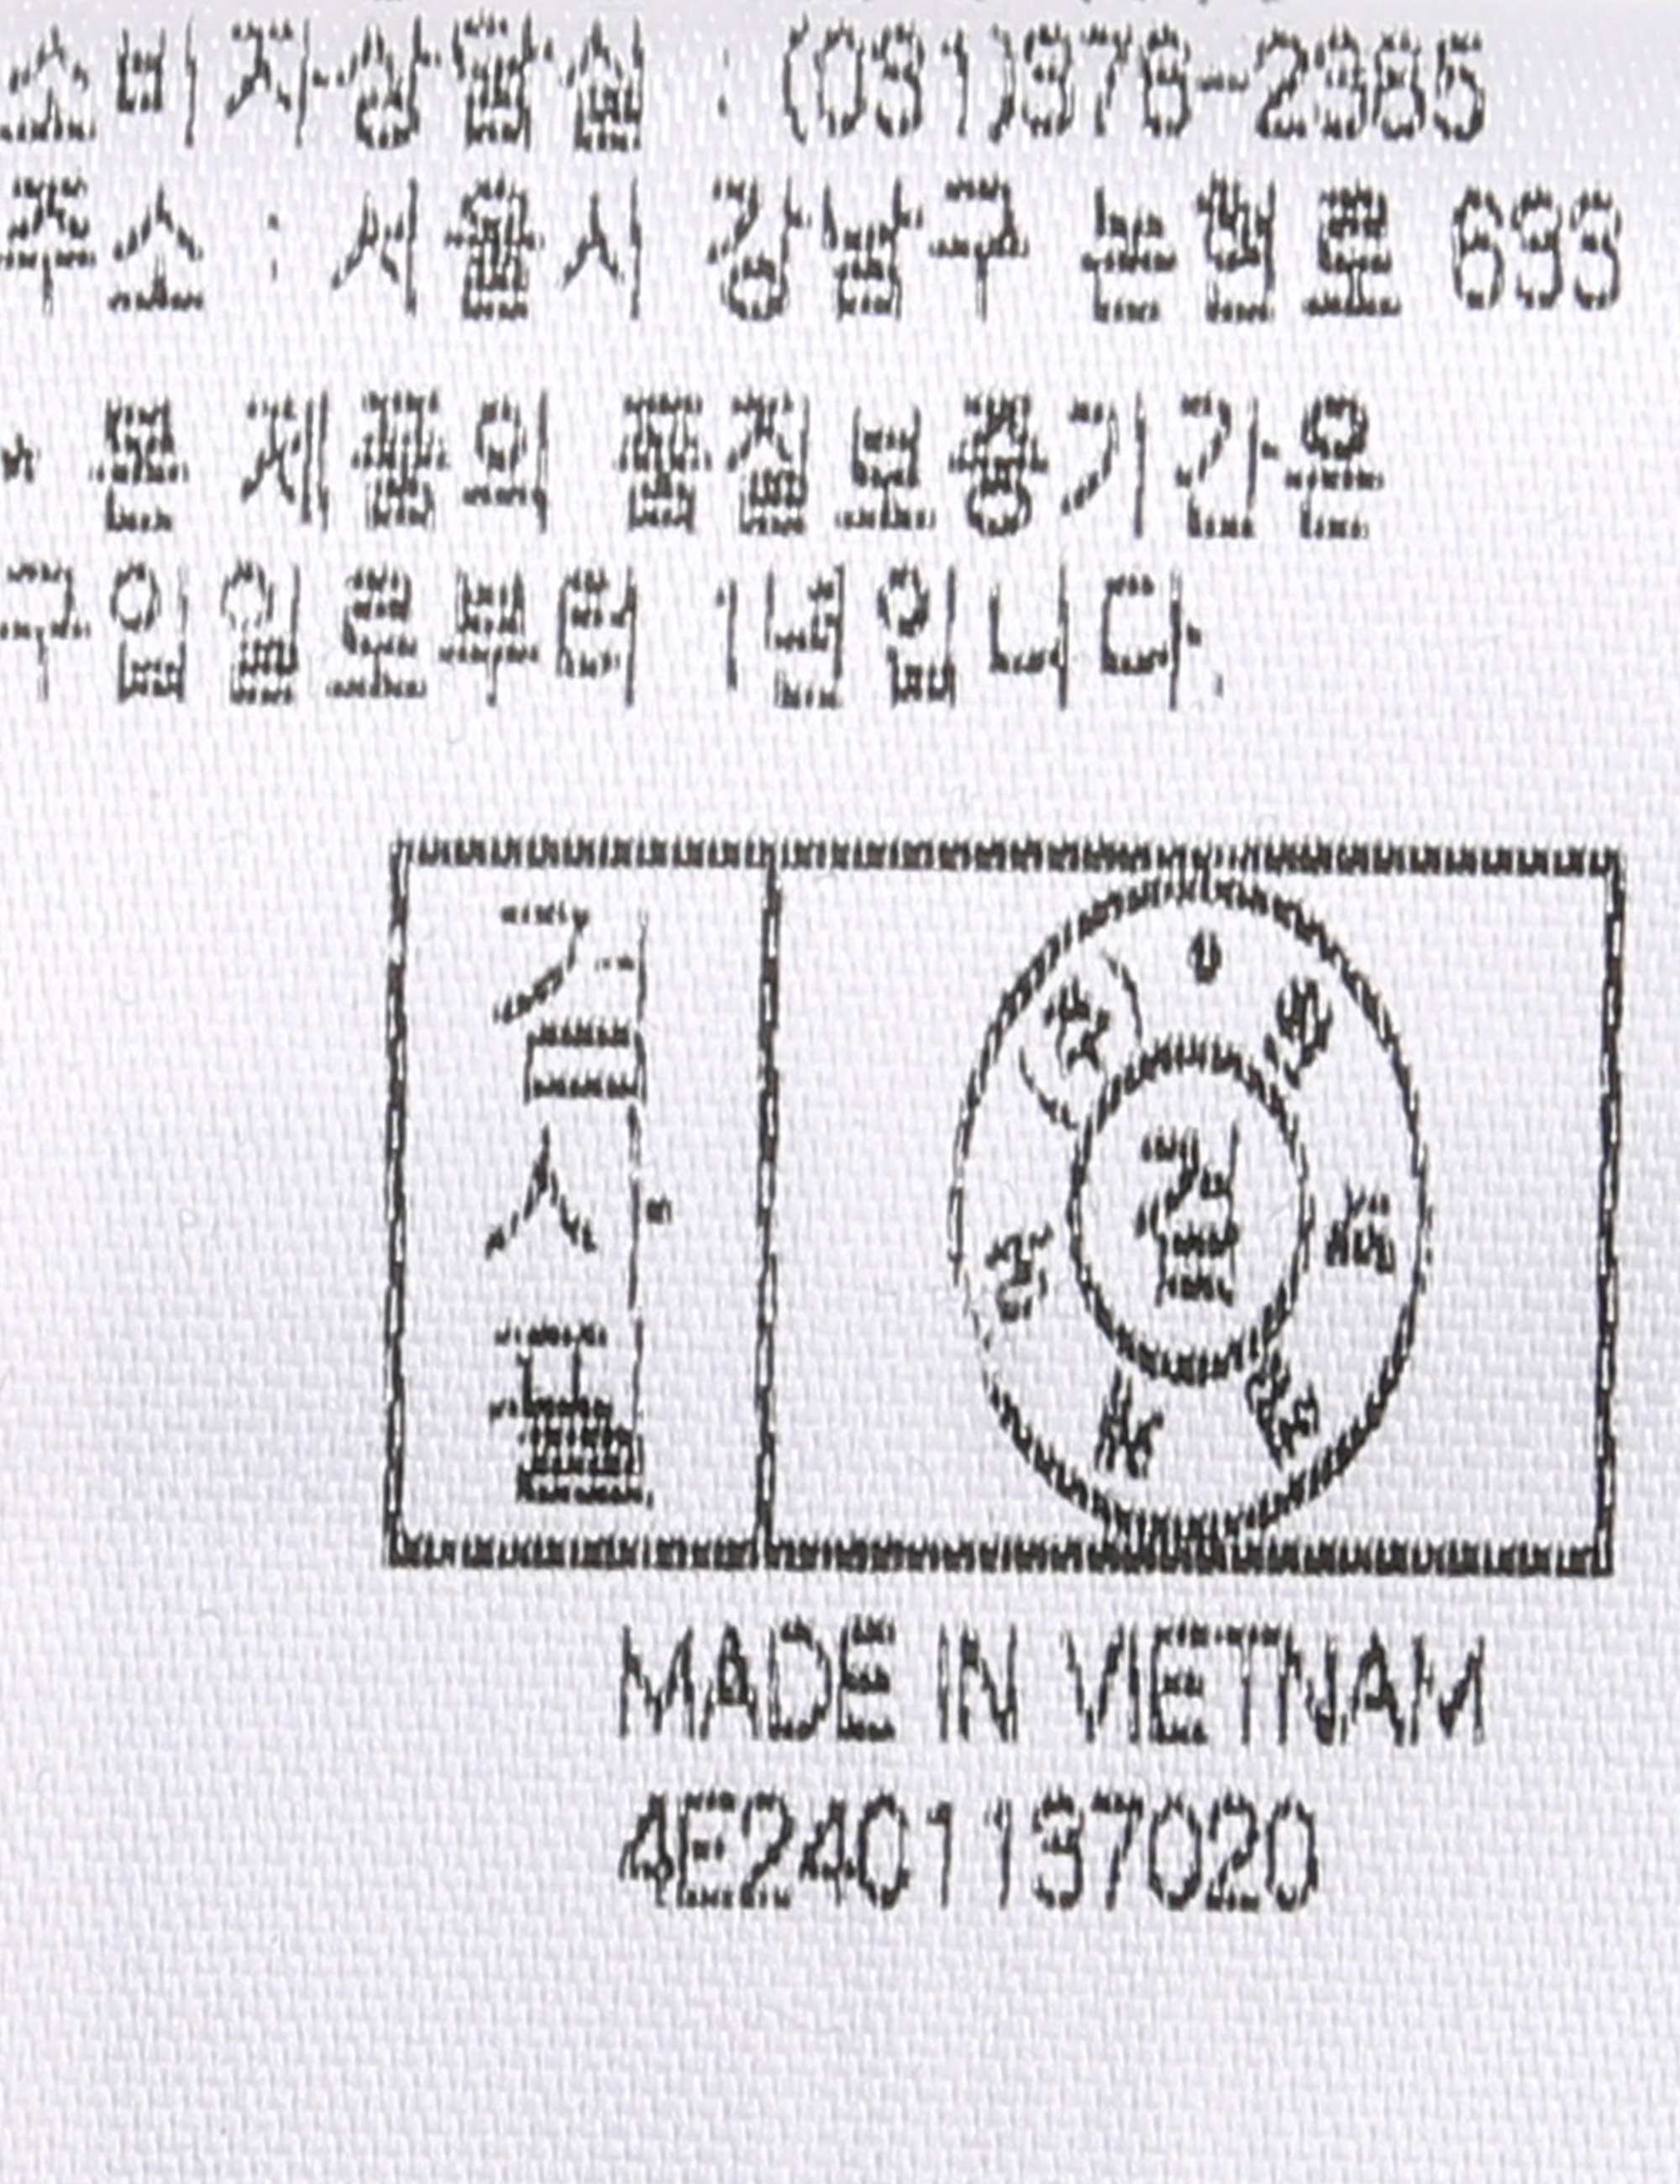 소비자상담실 : (031)376-2385
주소 : 서울시 강남구 논현로 633
* 본 제품의 품질보증기간은
구입일로부터 1년입니다.
검사필
검
MADE IN VIETNAM
4E2401137020